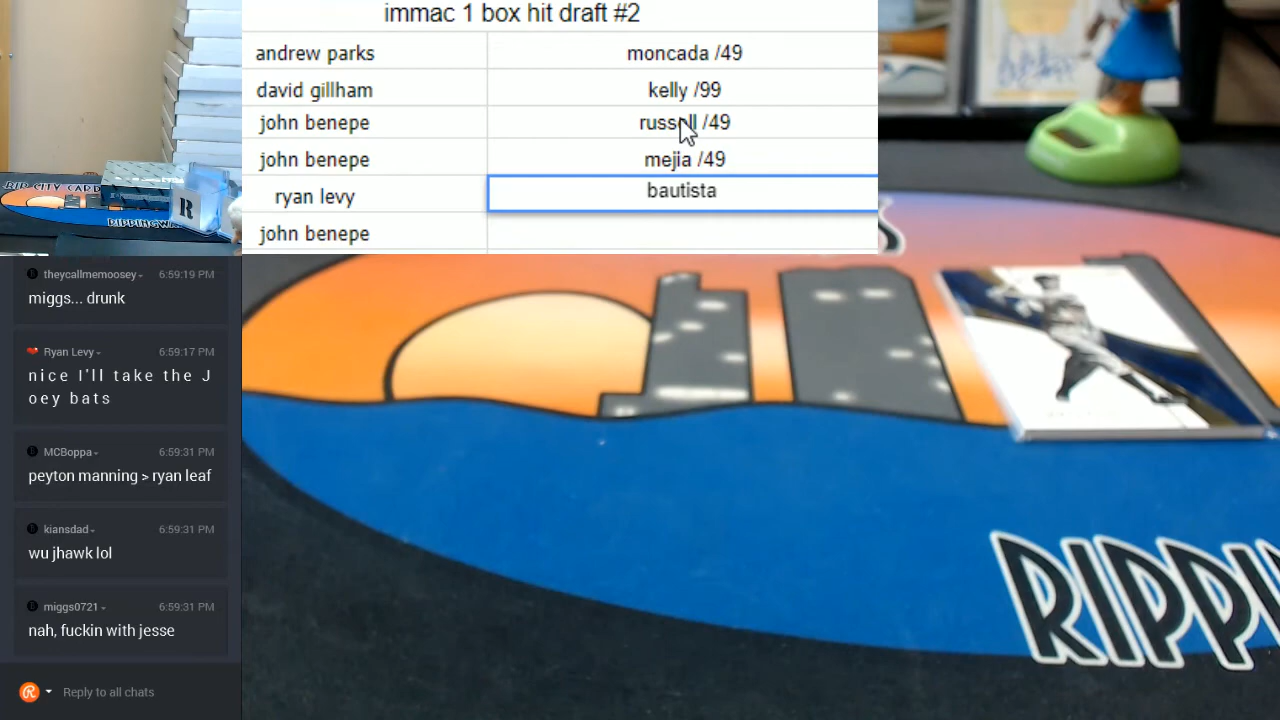 immac 1 box hit draft #2
andrew parks moncada /49
david gillham kelly /99
john benepe russell /49
john benepe mejia /49
ryan levy bautista
john benepe
RIP CITY CARD
R
theycallmemoosey 6:59:19 PM
miggs... drunk
Ryan Levy 6:59:17 PM
nice I'll take the J
oey bats
MCBoppa 6:59:31 PM
peyton manning > ryan leaf
kiansdad 6:59:31 PM
wu jhawk lol
miggs0721 6:59:31 PM
nah, fuckin with jesse
Reply to all chats
S
RIPPI